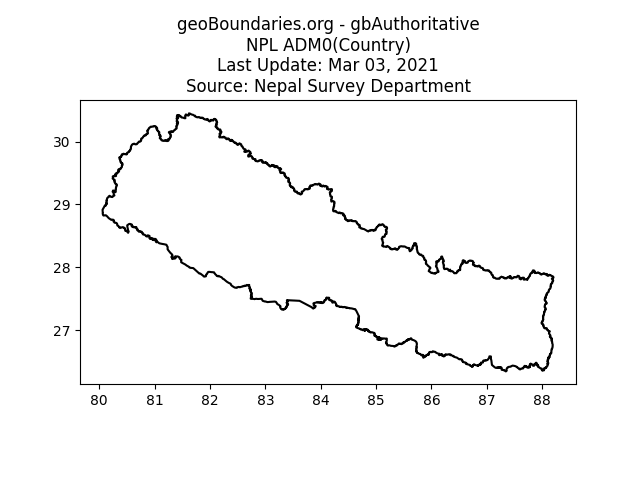 geoBoundaries.org - gbAuthoritative
NPL ADM0(Country)
Last Update: Mar 03, 2021
Source: Nepal Survey Department
30
29
28
27
80 81 82 83 84 85 86 87 88